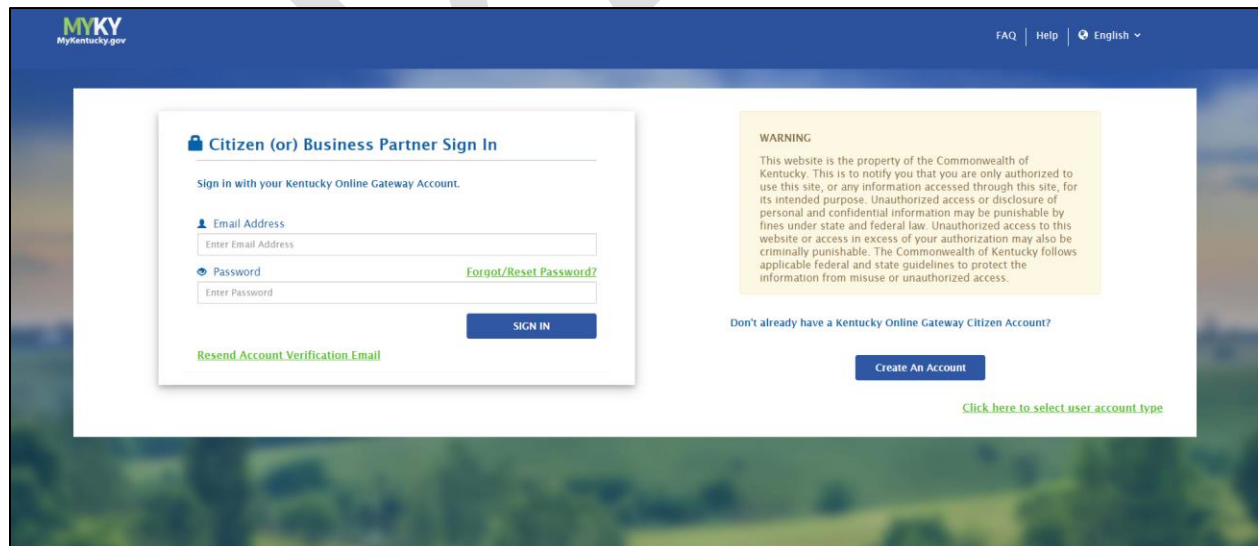 MYKY
MyKentucky.gov
FAQ | Help | English
Citizen (or) Business Partner Sign In
Sign in with your Kentucky Online Gateway Account.
Email Address
Enter Email Address
Password Forgot/Reset Password?
Enter Password
SIGN IN
Resend Account Verification Email
WARNING
This website is the property of the Commonwealth of
Kentucky. This is to notify you that you are only authorized to
use this site, or any information accessed through this site, for
its intended purpose. Unauthorized access or disclosure of
personal and confidential information may be punishable by
fines under state and federal law. Unauthorized access to this
website or access in excess of your authorization may also be
criminally punishable. The Commonwealth of Kentucky follows
applicable federal and state guidelines to protect the
information from misuse or unauthorized access.
Don't already have a Kentucky Online Gateway Citizen Account?
Create An Account
Click here to select user account type